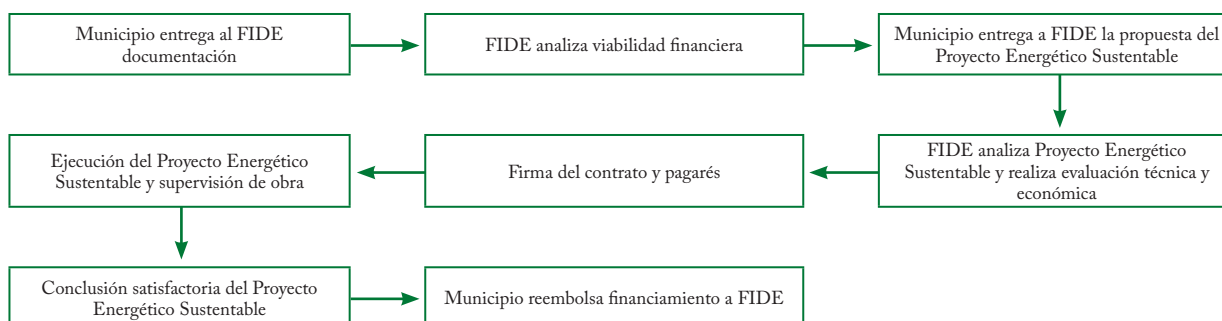 Municipio entrega al FIDE
documentación
FIDE analiza viabilidad financiera
Municipio entrega a FIDE la propuesta del
Proyecto Energético Sustentable
FIDE analiza Proyecto Energético
Sustentable y realiza evaluación técnica y
económica
Firma del contrato y pagarés
Ejecución del Proyecto Energético
Sustentable y supervisión de obra
Conclusión satisfactoria del Proyecto
Energético Sustentable
Municipio reembolsa financiamiento a FIDE